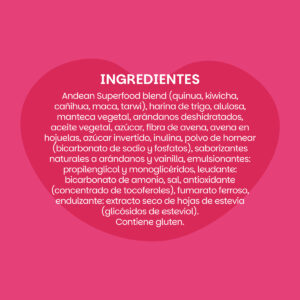 INGREDIENTES
Andean Superfood blend (quinua, kiwicha,
cañihua, maca, tarwi), harina de trigo, alulosa,
manteca vegetal, arándanos deshidratados,
aceite vegetal, azúcar, fibra de avena, avena en
hojuelas, azúcar invertido, inulina, polvo de hornear
(bicarbonato de sodio y fosfatos), saborizantes
naturales a arándanos y vainilla, emulsionantes:
propilenglicol y monoglicéridos, leudante:
bicarbonato de amonio, sal, antioxidante
(concentrado de tocoferoles), fumarato ferroso,
endulzante: extracto seco de hojas de estevia
(glicósidos de esteviol).
Contiene gluten.